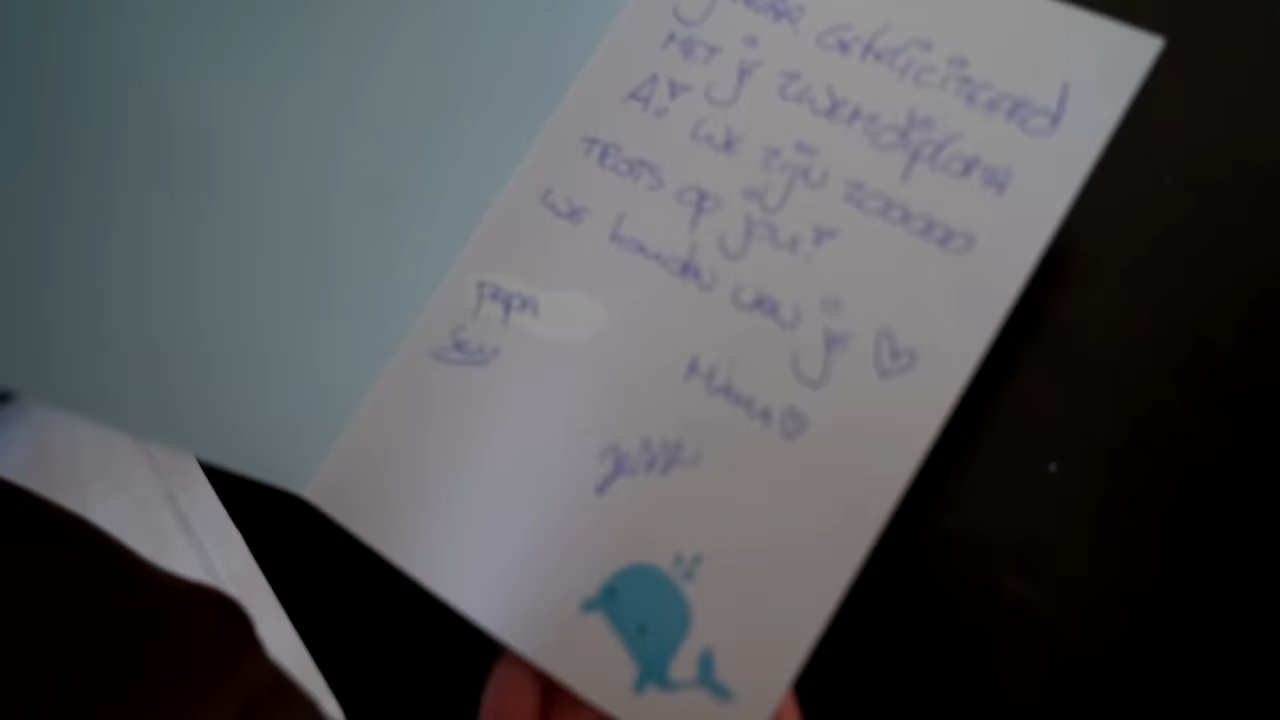 Gefeliciteerd
MET je zwemdiploma
A! we zijn zooooo
TROTS op jou!
we houden van je ♡
Papa
Mama ♡